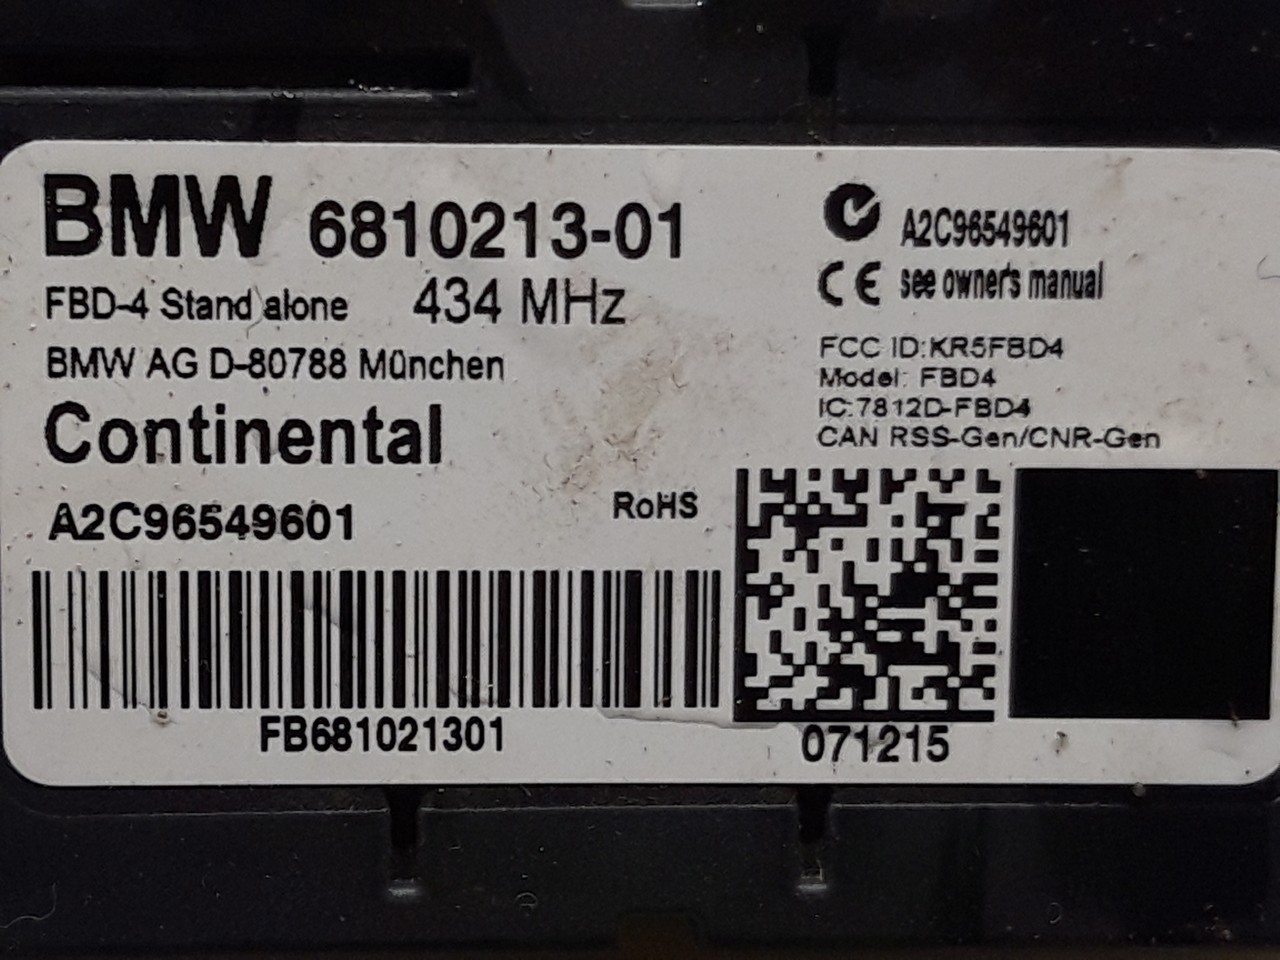 BMW 6810213-01
FBD-4 Stand alone 434 MHz
BMW AG D-80788 München
Continental
A2C96549601
RoHS
FB681021301
A2C96549601
CE see owner's manual
FCC ID:KR5FBD4
Model: FBD4
IC:7812D-FBD4
CAN RSS-Gen/CNR-Gen
071215